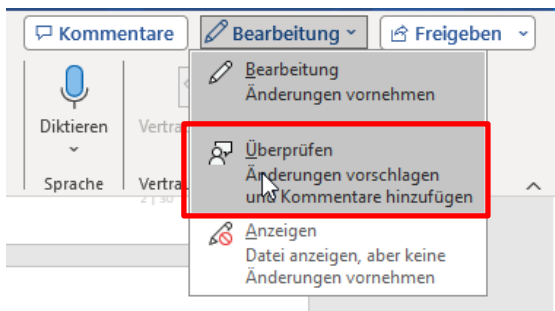 Kommentare Bearbeitung Freigeben
Bearbeitung
Änderungen vornehmen
Diktieren
Überprüfen
Änderungen vorschlagen
und Kommentare hinzufügen
Sprache
Anzeigen
Datei anzeigen, aber keine
Änderungen vornehmen